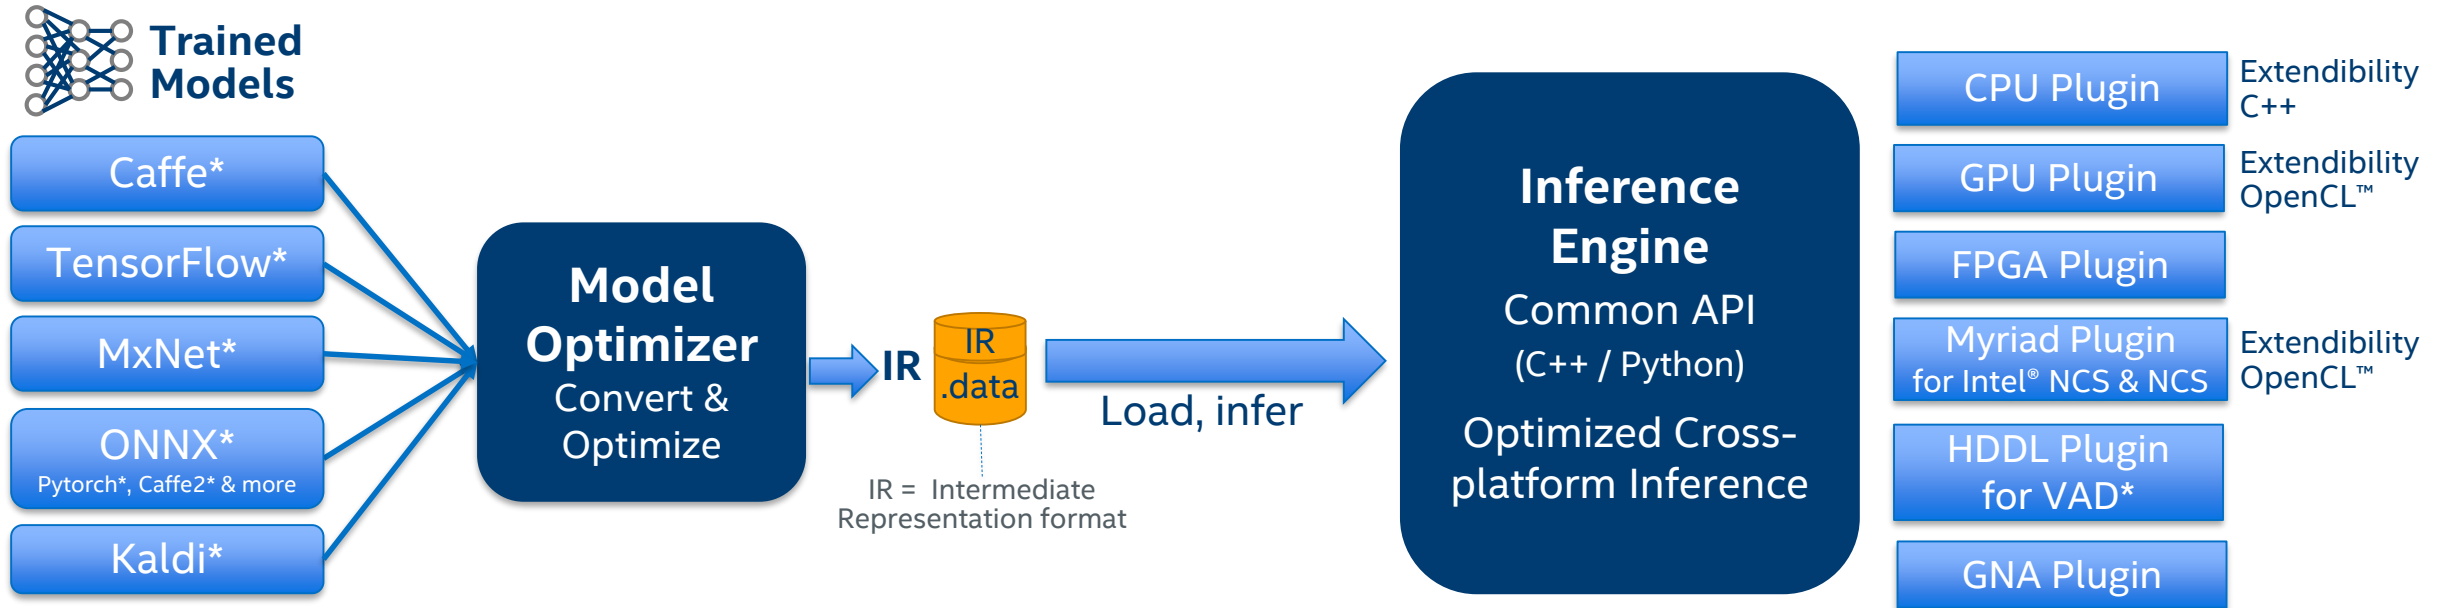 Trained
Models
Caffe*
TensorFlow*
MxNet*
ONNX*
Pytorch*, Caffe2* & more
Kaldi*
Model
Optimizer
Convert &
Optimize
IR
IR
.data
IR = Intermediate
Representation format
Load, infer
Inference
Engine
Common API
(C++ / Python)
Optimized Cross-
platform Inference
CPU Plugin
Extendibility
C++
GPU Plugin
Extendibility
OpenCL™
FPGA Plugin
Myriad Plugin
for Intel® NCS & NCS
Extendibility
OpenCL™
HDDL Plugin
for VAD*
GNA Plugin